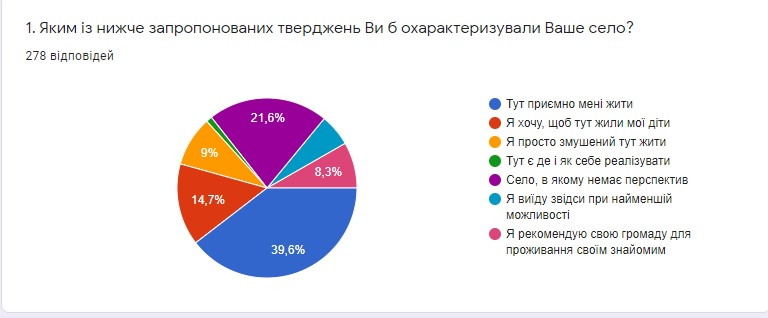 1. Яким із нижче запропонованих тверджень Ви б охарактеризували Ваше село?
278 відповідей
21,6%
9%
8,3%
14,7%
39,6%
Тут приємно мені жити
Я хочу, щоб тут жили мої діти
Я просто змушений тут жити
Тут є де і як себе реалізувати
Село, в якому немає перспектив
Я виїду звідси при найменшій
можливості
Я рекомендую свою громаду для
проживання своїм знайомим